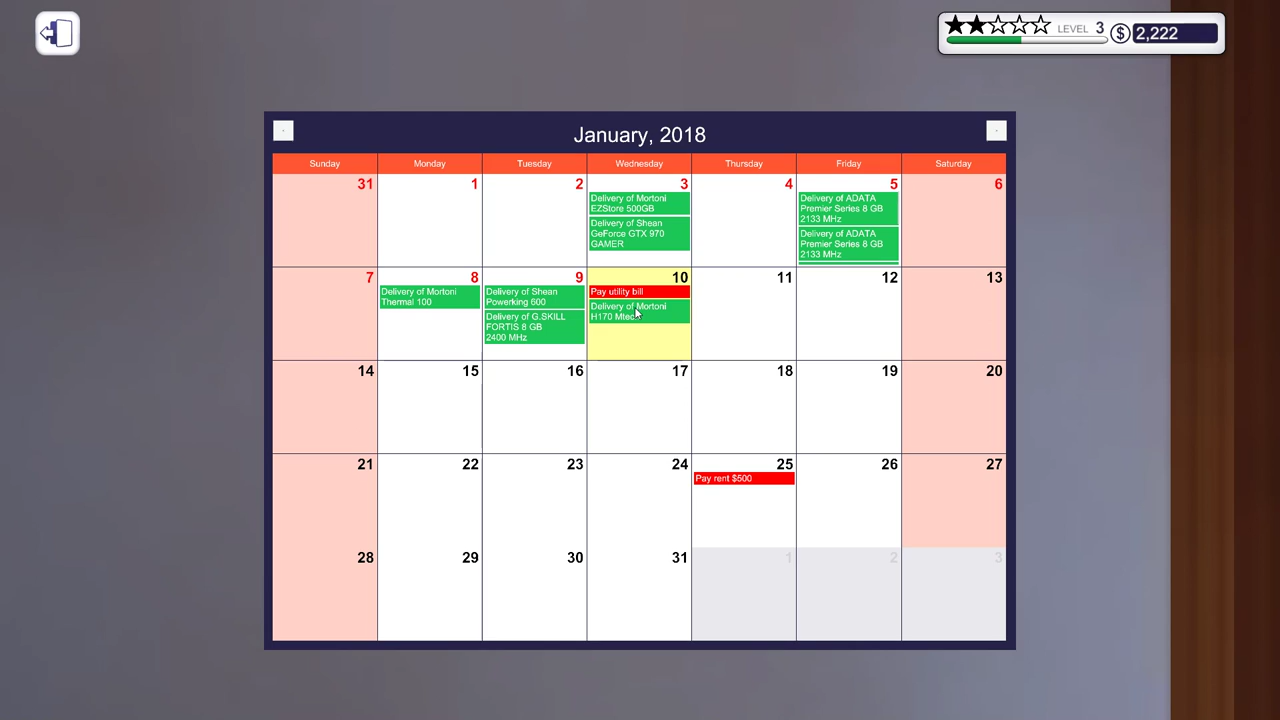 LEVEL 3
$ 2,222
January, 2018
Sunday Monday Tuesday Wednesday Thursday Friday Saturday
31 1 2 3 4 5 6
Delivery of Mortoni
EZStore 500GB
Delivery of Shean
GeForce GTX 970
GAMER
Delivery of ADATA
Premier Series 8 GB
2133 MHz
Delivery of ADATA
Premier Series 8 GB
2133 MHz
7 8 9 10 11 12 13
Delivery of Mortoni
Thermal 100
Delivery of Shean
Powerking 600
Delivery of G.SKILL
FORTIS 8 GB
2400 MHz
Pay utility bill
Delivery of Mortoni
H170 
14 15 16 17 18 19 20
21 22 23 24 25 26 27
Pay rent $500
28 29 30 31 1 2 3